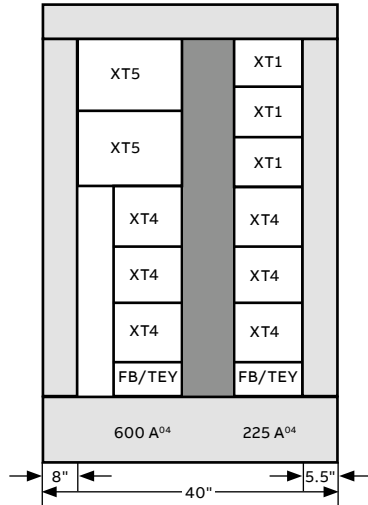 XT5
XT5
XT4
XT4
XT4
FB/TEY
XT1
XT1
XT1
XT4
XT4
XT4
FB/TEY
600 A⁰⁴
225 A⁰⁴
8"
5.5"
40"